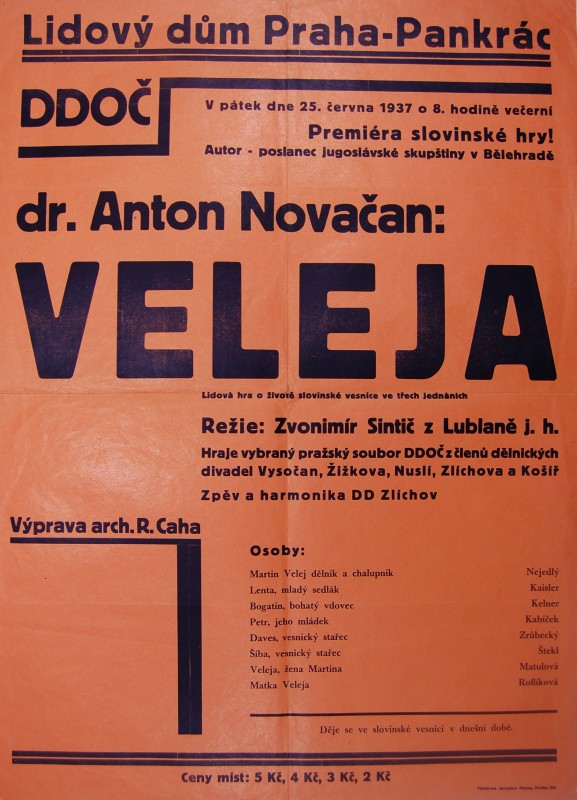 Lidový dům Praha-Pankrác
DDOČ
V pátek dne 25. června 1937 o 8. hodině večerní
Premiéra slovinské hry!
Autor - poslanec jugoslávské skupštiny v Bělehradě
dr. Anton Novačan:
VELEJA
Lidová hra o životě slovinské vesnice ve třech jednáních
Režie: Zvonimír Sintič z Lublaně j. h.
Hraje vybraný pražský soubor DDOČ z členů dělnických
divadel Vysočan, Žižkova, Nuslí, Zlíchova a Košíř
Zpěv a harmonika DD Zlíchov
Výprava arch. R. Caha
Osoby:
Martin Velej dělník a chalupník Nejedlý
Lenta, mladý sedlák Kaisler
Bogatin, bohatý vdovec Kelner
Petr, jeho mládek Kabíček
Daves, vesnický stařec Zrůbecký
Šiba, vesnický stařec Štekl
Veleja, žena Martina Matulová
Matka Veleja Roflíková
Děje se ve slovinské vesnici v dnešní době.
Ceny míst: 5 Kč, 4 Kč, 3 Kč, 2 Kč